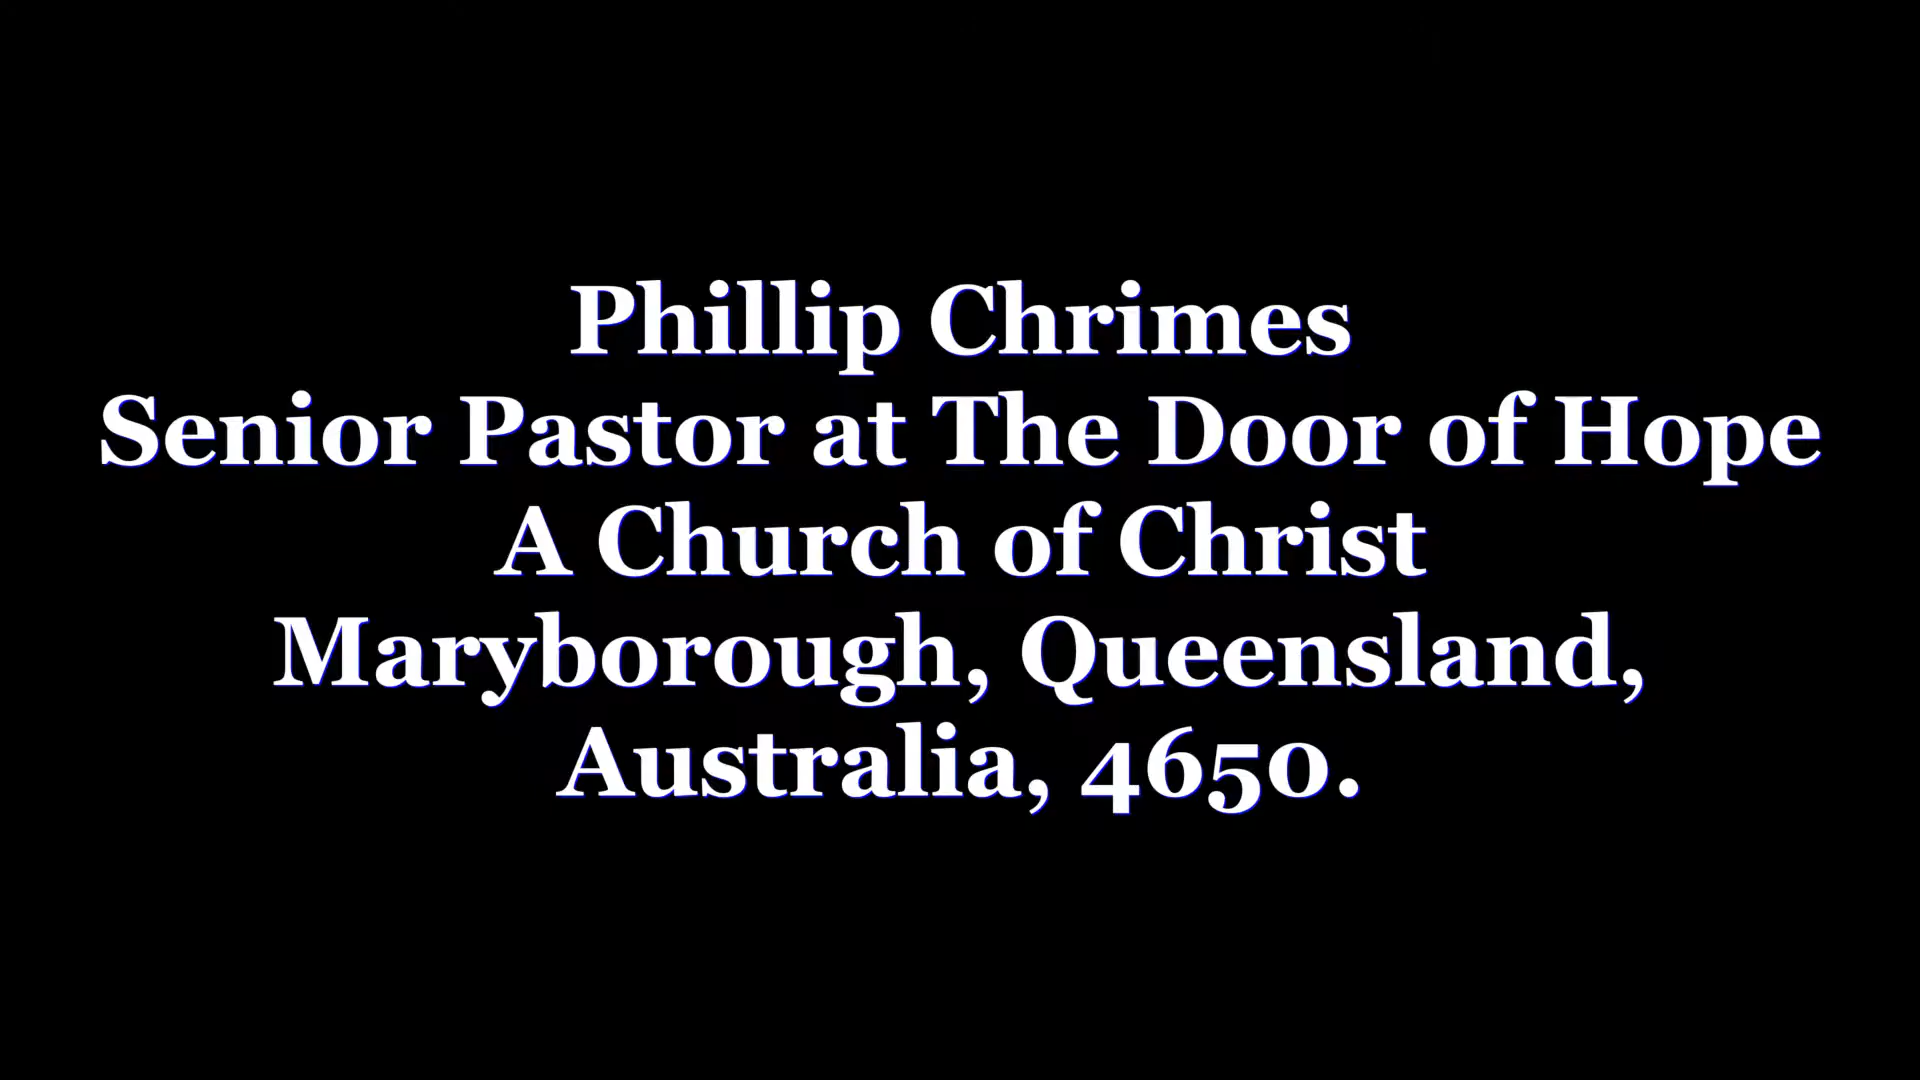 Phillip Chrimes
Senior Pastor at The Door of Hope
A Church of Christ
Maryborough, Queensland,
Australia, 4650.